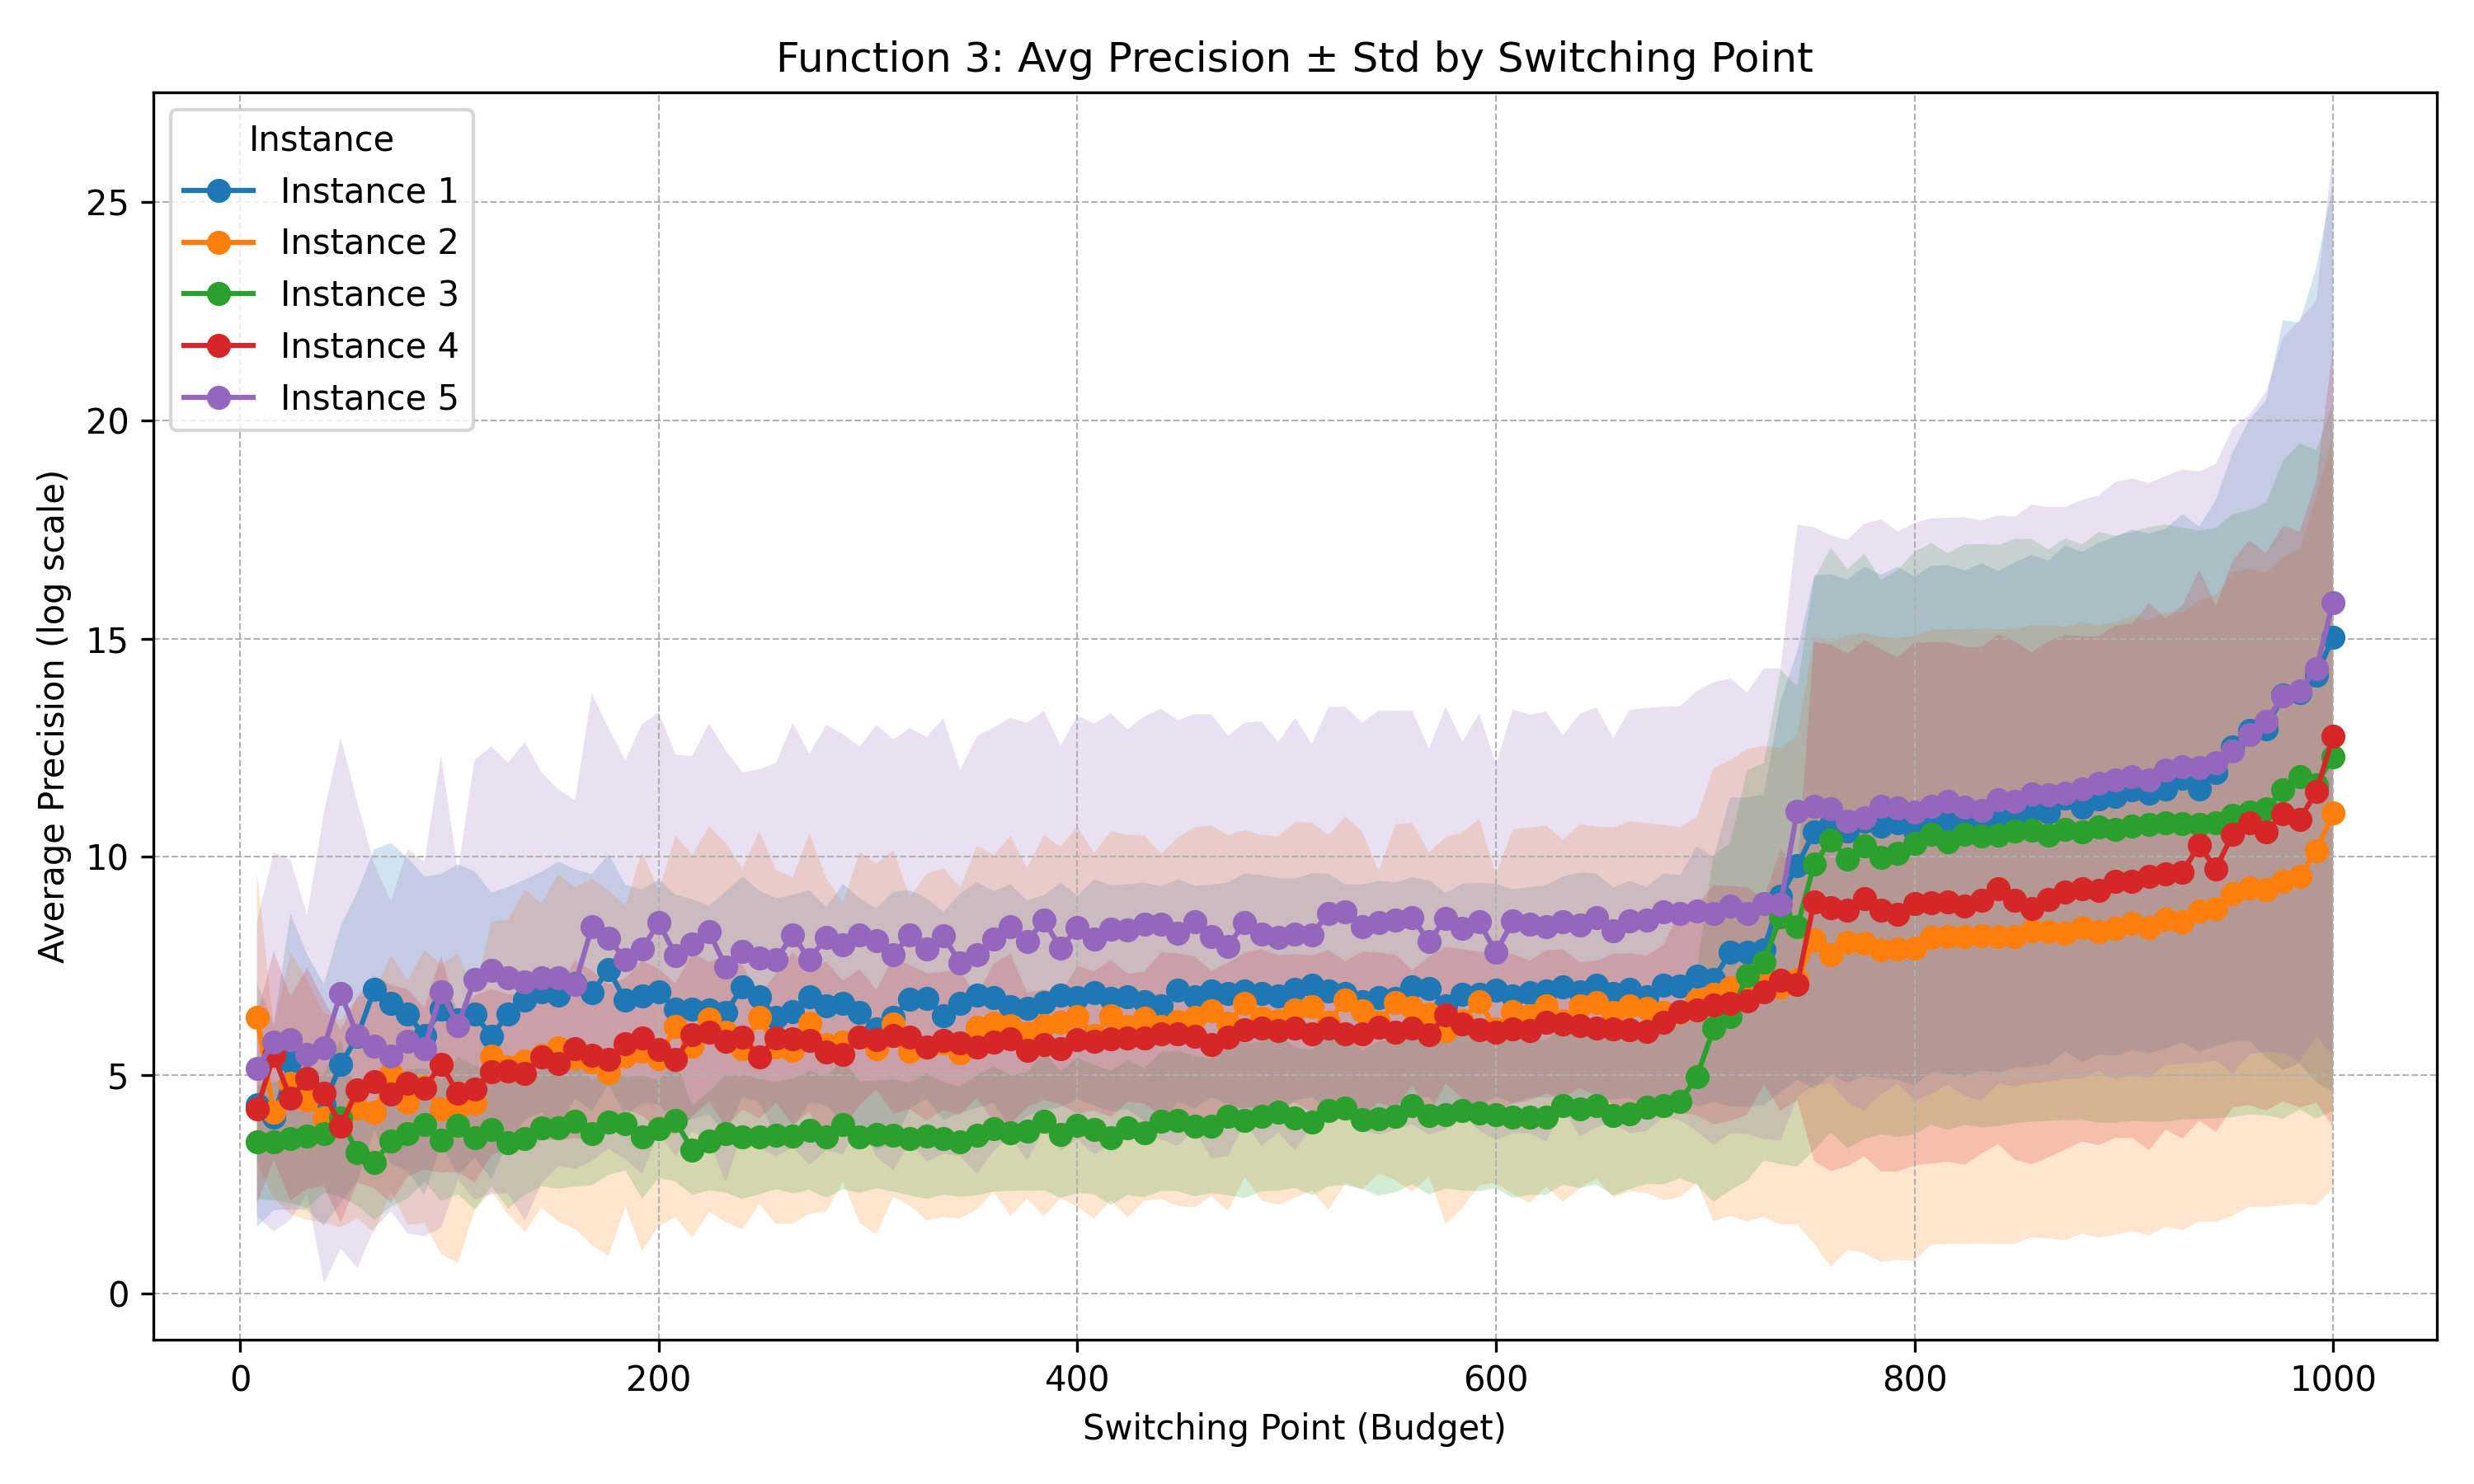 Function 3: Avg Precision ± Std by Switching Point
Instance
Instance 1
Instance 2
Instance 3
Instance 4
Instance 5
Average Precision (log scale)
25
20
15
10
5
0
0 200 400 600 800 1000
Switching Point (Budget)